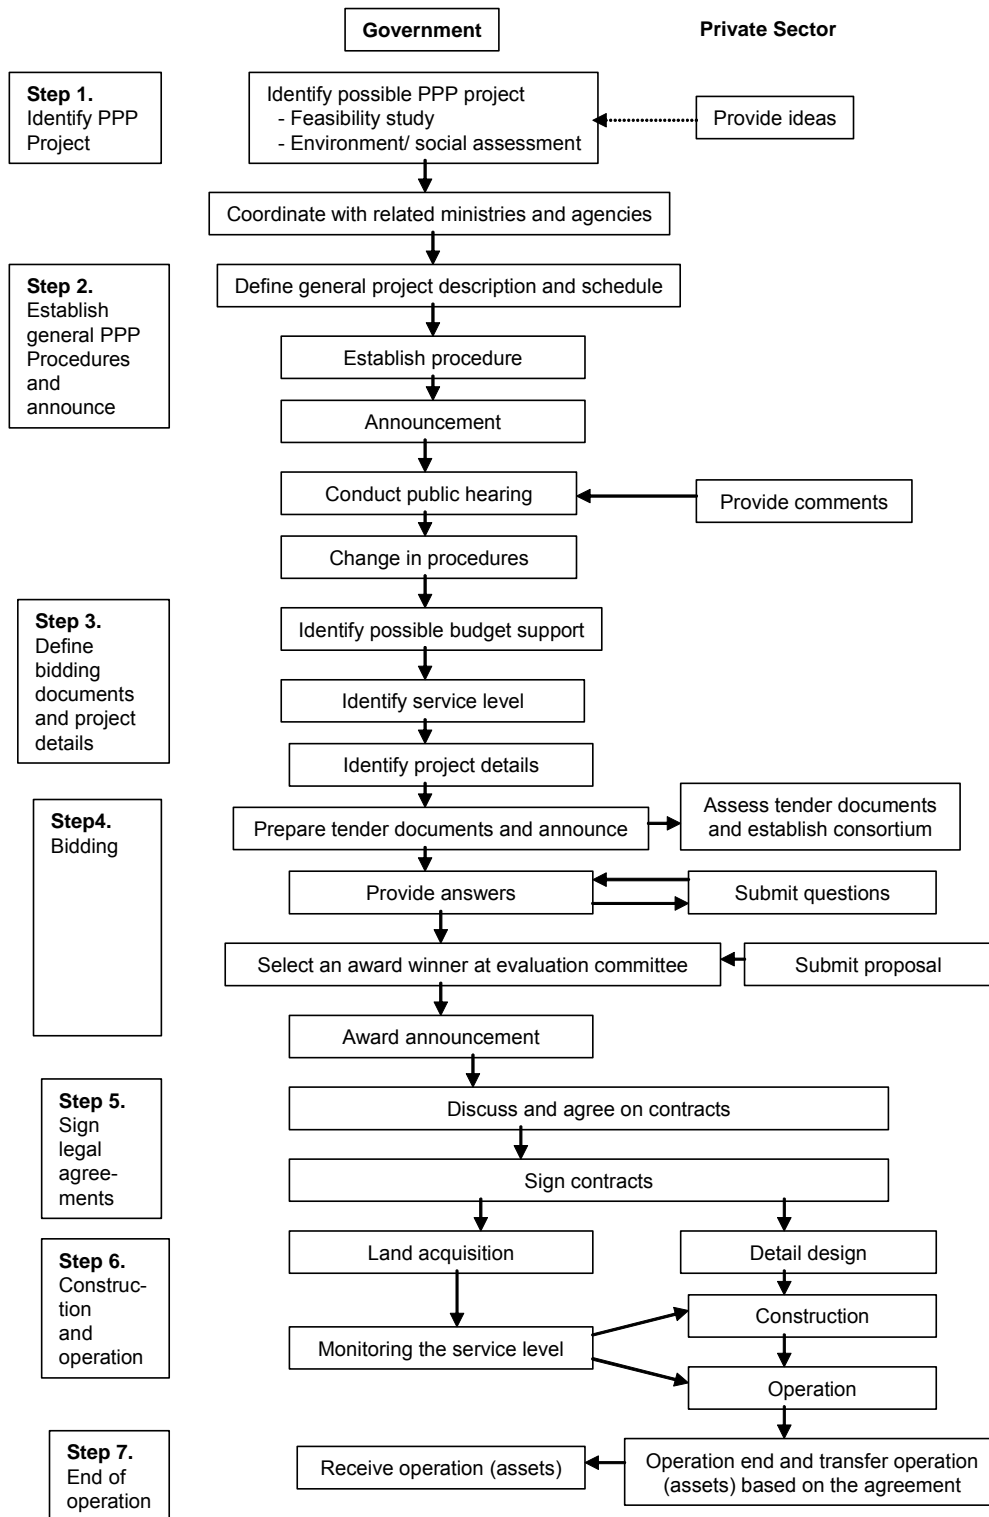 Government
Private Sector
Step 1.
Identify PPP
Project
Identify possible PPP project
- Feasibility study
- Environment/ social assessment
Provide ideas
Coordinate with related ministries and agencies
Step 2.
Establish
general PPP
Procedures
and
announce
Define general project description and schedule
Establish procedure
Announcement
Conduct public hearing
Provide comments
Change in procedures
Step 3.
Define
bidding
documents
and project
details
Identify possible budget support
Identify service level
Identify project details
Step4.
Bidding
Prepare tender documents and announce
Assess tender documents
and establish consortium
Provide answers
Submit questions
Select an award winner at evaluation committee
Submit proposal
Award announcement
Step 5.
Sign
legal
agree-
ments
Discuss and agree on contracts
Sign contracts
Step 6.
Construc-
tion
and
operation
Land acquisition
Detail design
Construction
Monitoring the service level
Operation
Step 7.
End of
operation
Receive operation (assets)
Operation end and transfer operation
(assets) based on the agreement